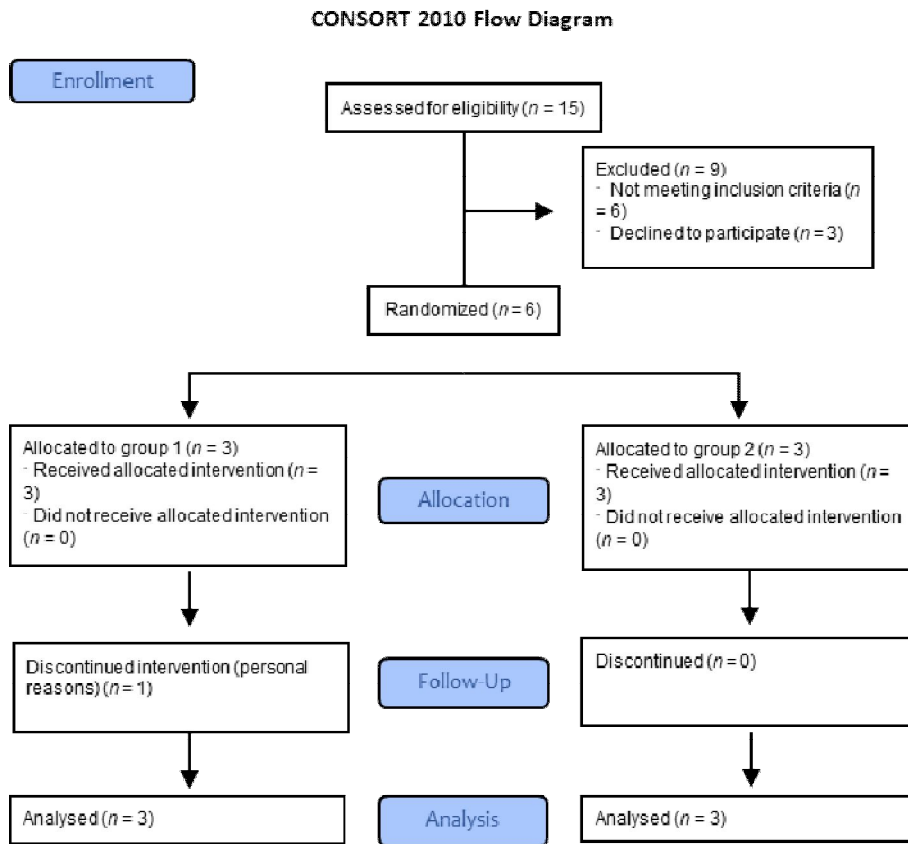 CONSORT 2010 Flow Diagram
Enrollment
Assessed for eligibility (n = 15)
Excluded (n = 9)
- Not meeting inclusion criteria (n
= 6)
- Declined to participate (n = 3)
Randomized (n = 6)
Allocated to group 1 (n = 3)
- Received allocated intervention (n =
3)
- Did not receive allocated intervention
(n = 0)
Allocation
Allocated to group 2 (n = 3)
- Received allocated intervention (n =
3)
- Did not receive allocated intervention
(n = 0)
Discontinued intervention (personal
reasons) (n = 1)
Follow-Up
Discontinued (n = 0)
Analysed (n = 3)
Analysis
Analysed (n = 3)